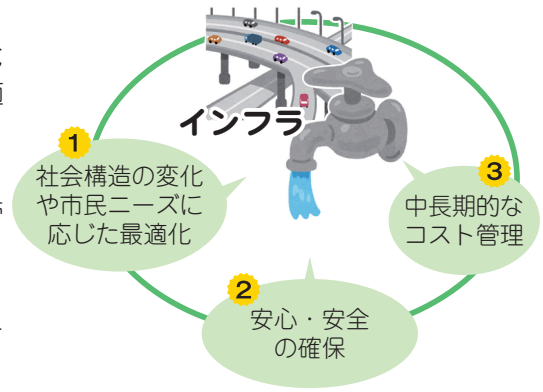 インフラ
1
社会構造の変化
や市民ニーズに
応じた最適化
2
安心・安全
の確保
3
中長期的な
コスト管理